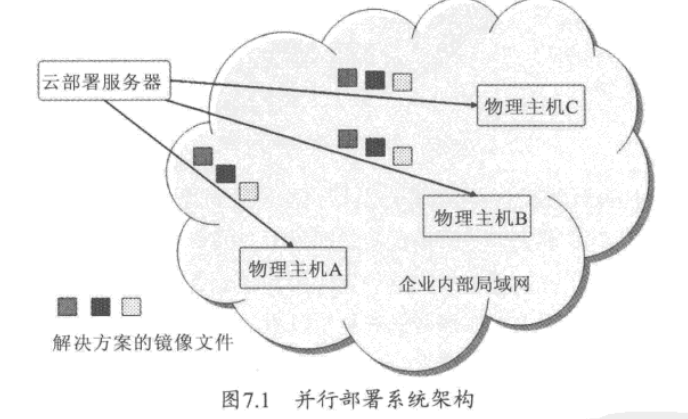 云部署服务器
物理主机C
物理主机B
物理主机A
企业内部局域网
解决方案的镜像文件
图7.1 并行部署系统架构